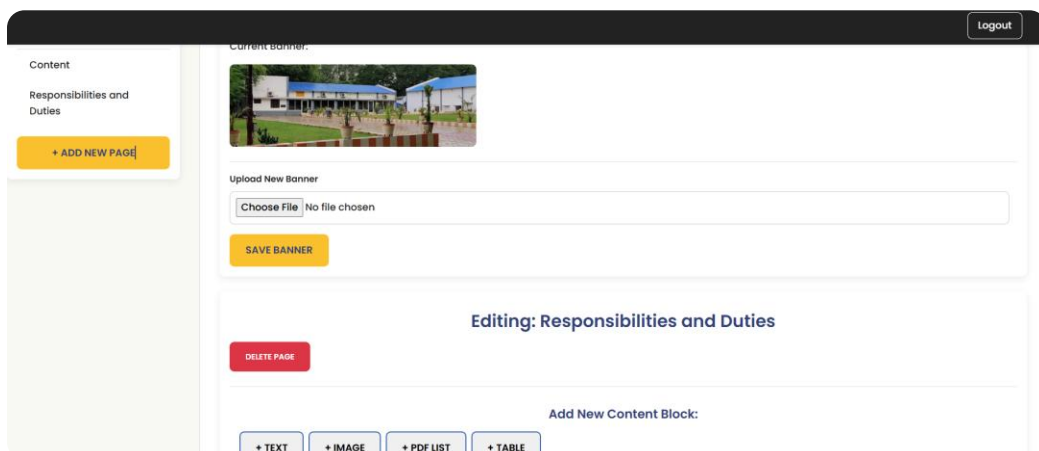 Logout
Current Banner:
Content
Responsibilities and
Duties
+ ADD NEW PAGE
Upload New Banner
Choose File No file chosen
SAVE BANNER
Editing: Responsibilities and Duties
DELETE PAGE
Add New Content Block:
+ TEXT
+ IMAGE
+ PDF LIST
+ TABLE